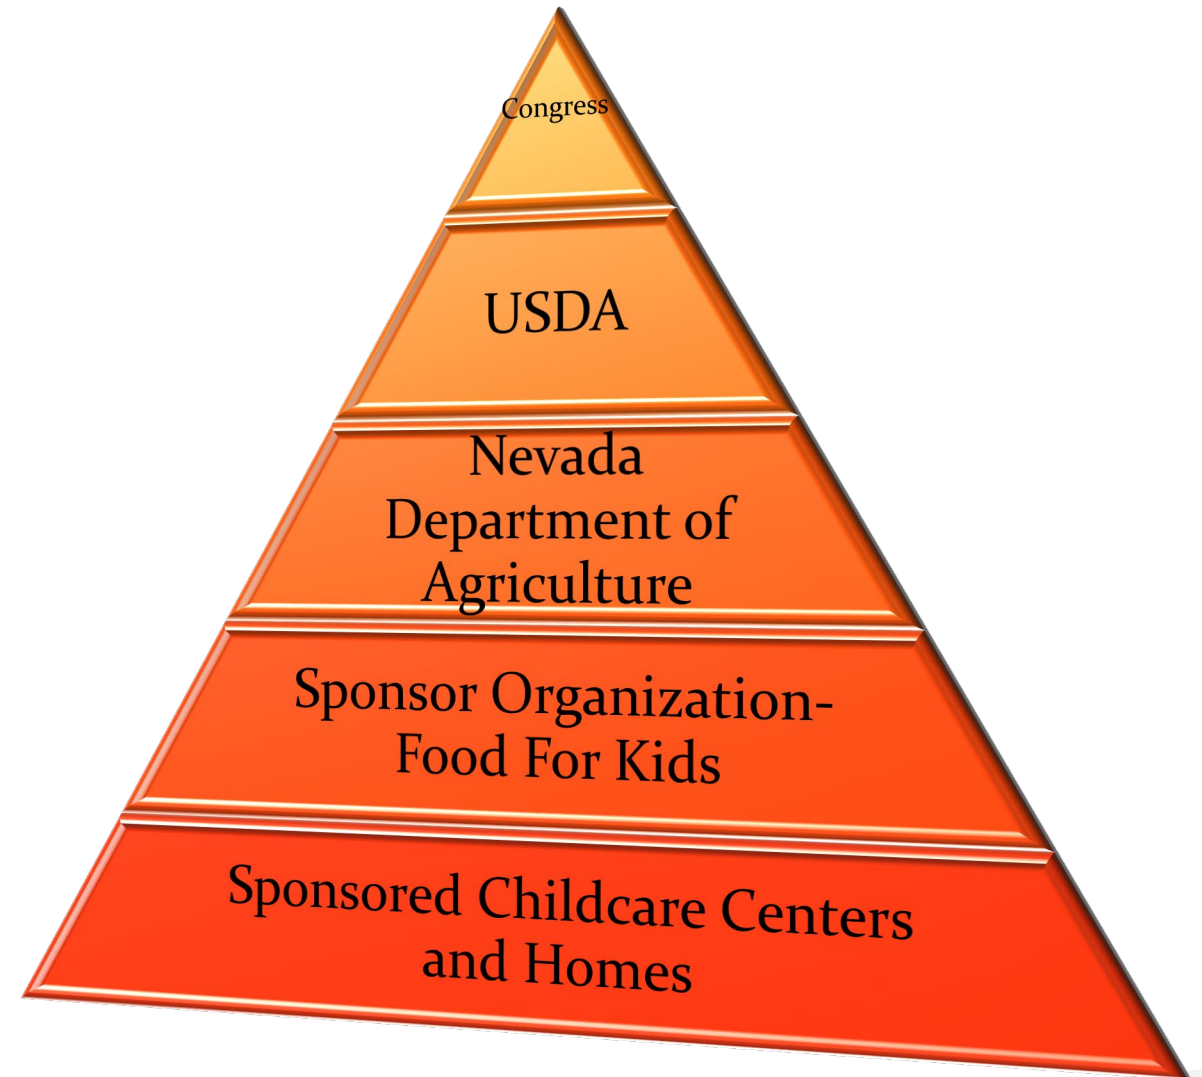 Congress
USDA
Nevada
Department of
Agriculture
Sponsor Organization-
Food For Kids
Sponsored Childcare Centers
and Homes